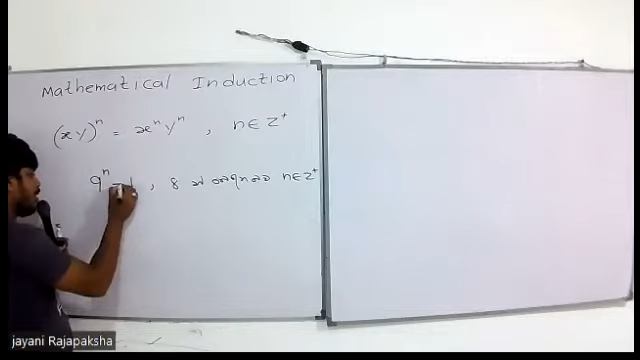 Mathematical Induction
(xy)ⁿ = xⁿyⁿ , n ∈ Z⁺
9ⁿ - 1 , 8 න් බෙදේ n ∈ Z⁺
jayani Rajapaksha